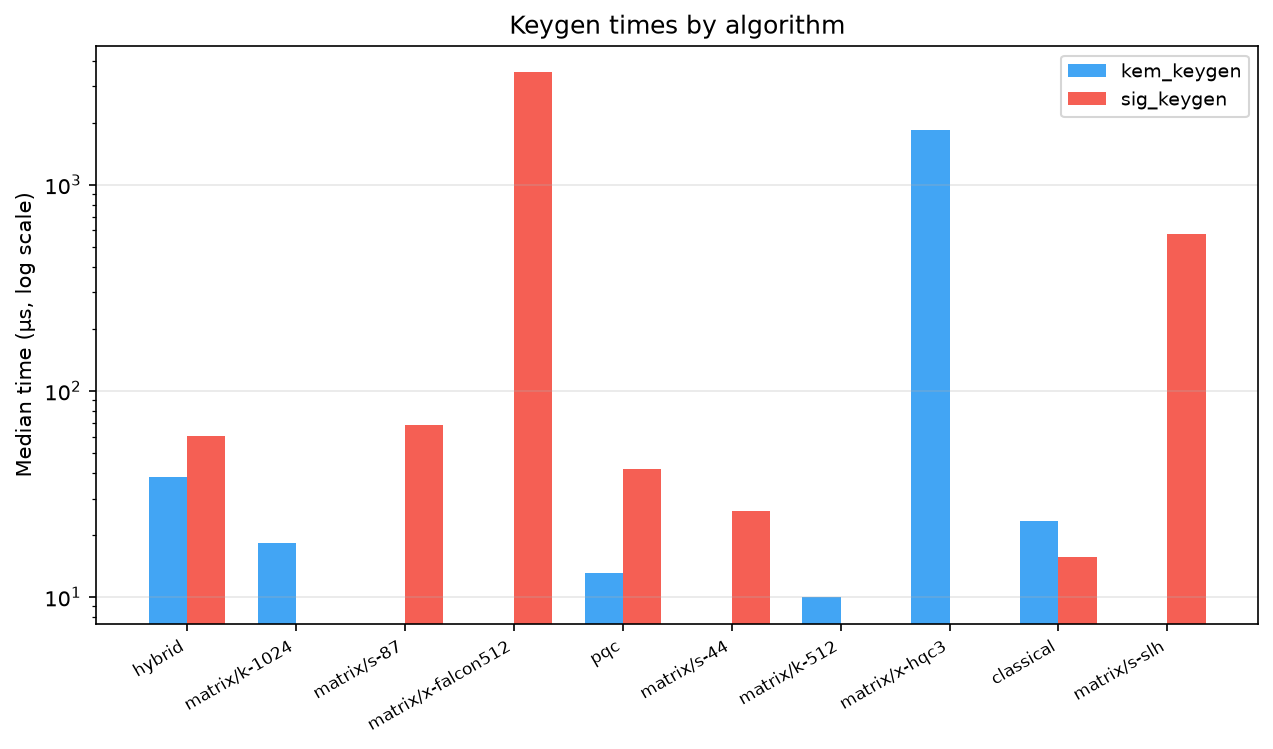 Keygen times by algorithm
kem_keygen
sig_keygen
Median time (µs, log scale)
10³
10²
10¹
hybrid
matrix/k-1024
matrix/s-87
matrix/x-falcon512
pqc
matrix/s-44
matrix/k-512
matrix/x-hqc3
classical
matrix/s-slh